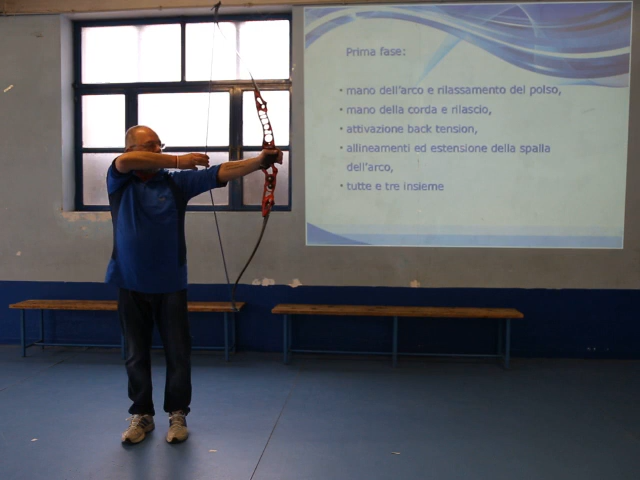 Prima fase:
• mano dell'arco e rilassamento del polso,
• mano della corda e rilascio,
• attivazione back tension,
• allineamenti ed estensione della spalla
dell'arco,
• tutte e tre insieme